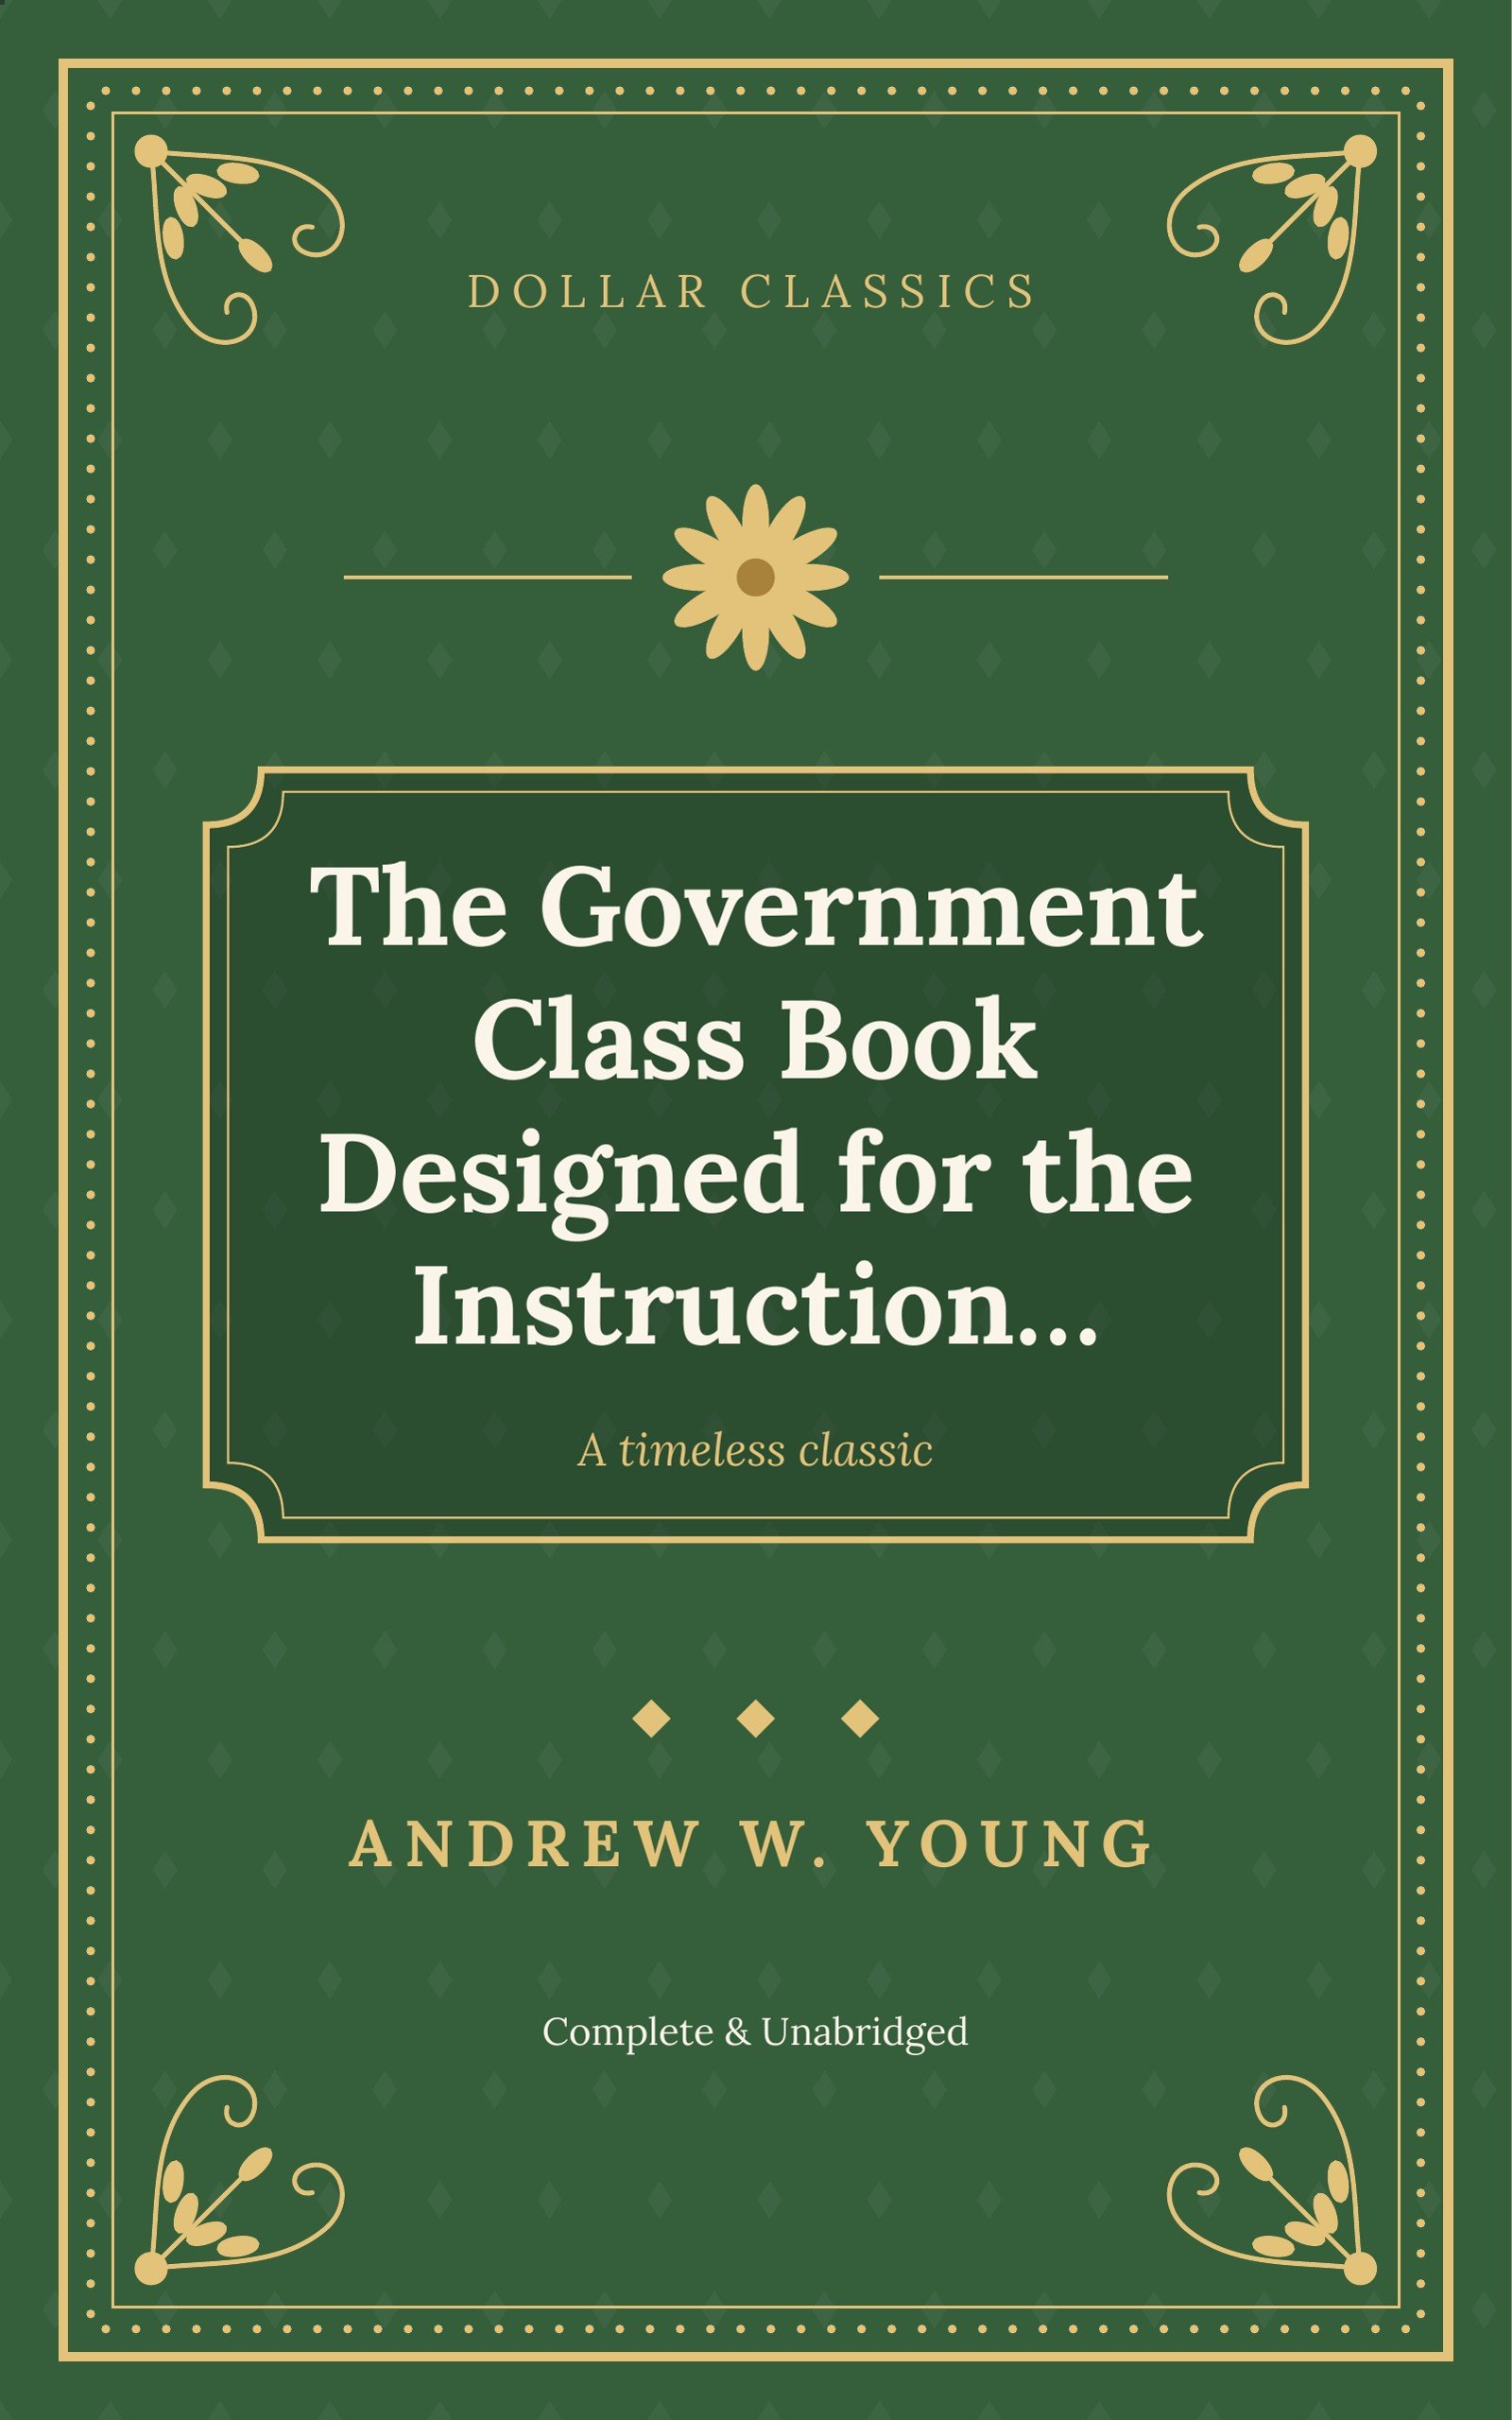 DOLLAR CLASSICS
The Government
Class Book
Designed for the
Instruction...
A timeless classic
ANDREW W. YOUNG
Complete & Unabridged